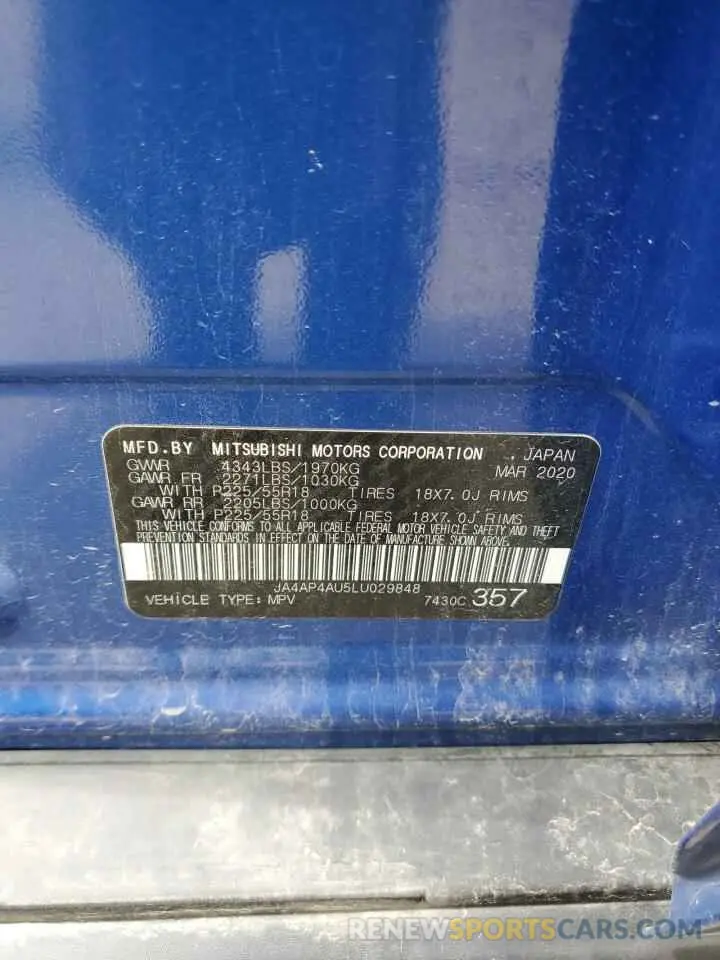 MFD.BY MITSUBISHI MOTORS CORPORATION , JAPAN
GVWR 4343LBS/1970KG MAR 2020
GAWR FR 2271LBS/1030KG
WITH P225/55R18 TIRES 18X7.0J RIMS
GAWR RR 2205LBS/1000KG
WITH P225/55R18 TIRES 18X7.0J RIMS
THIS VEHICLE CONFORMS TO ALL APPLICABLE FEDERAL MOTOR VEHICLE SAFETY AND THEFT
PREVENTION STANDARDS IN EFFECT ON THE DATE OF MANUFACTURE SHOWN ABOVE.
JA4AP4AU5LU029848
VEHICLE TYPE: MPV 7430C 357
RENEWSPORTSCARS.COM